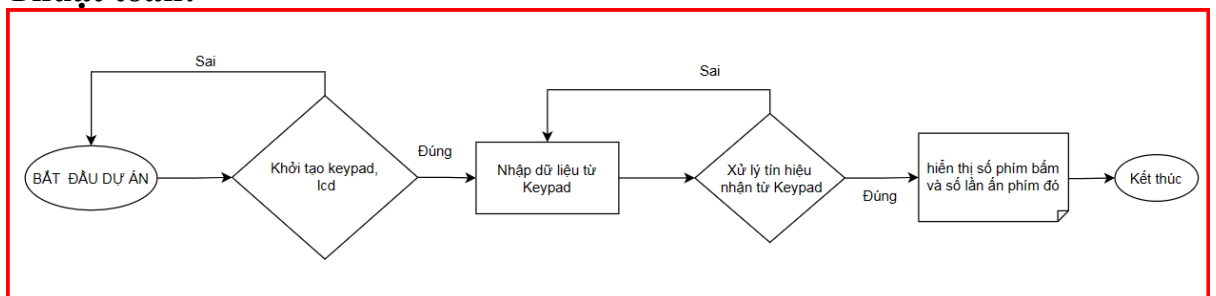 Sai
Sai
BẮT ĐẦU DỰ ÁN
Khởi tạo keypad,
lcd
Đúng
Nhập dữ liệu từ
Keypad
Xử lý tín hiệu
nhận từ Keypad
Đúng
hiển thị số phím bấm
và số lần ấn phím đó
Kết thúc